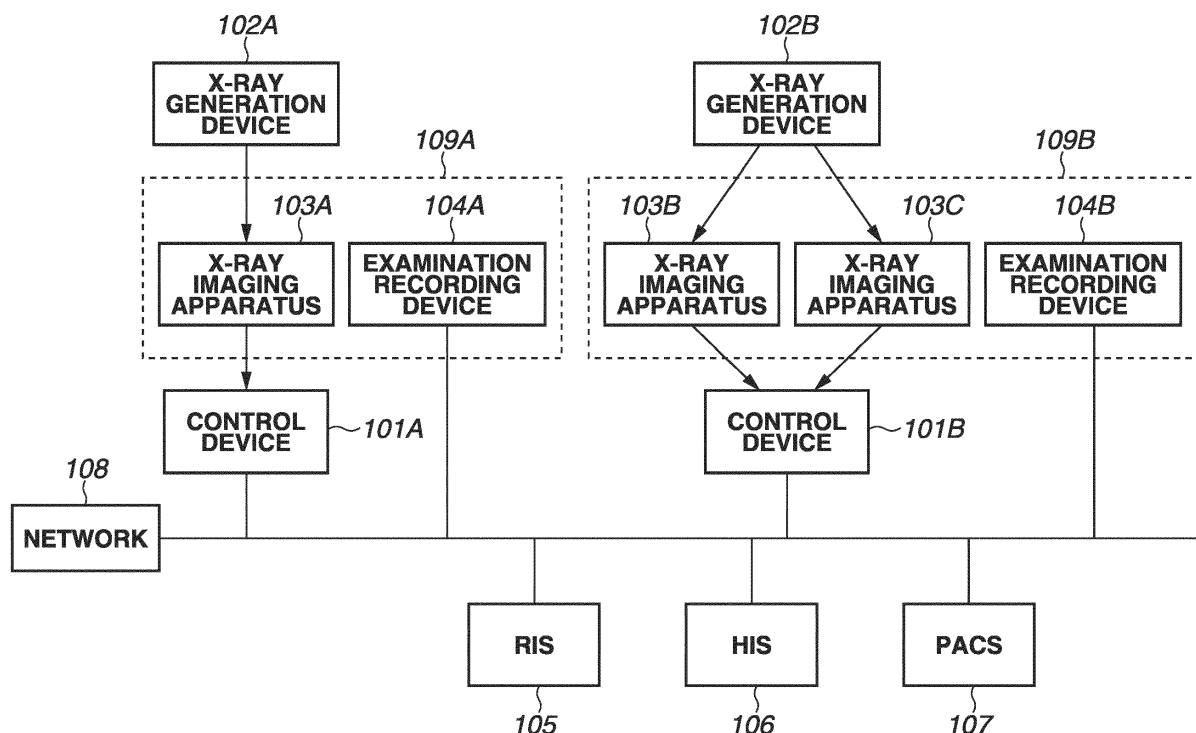 102A
X-RAY
GENERATION
DEVICE
102B
X-RAY
GENERATION
DEVICE
109A
109B
103A
X-RAY
IMAGING
APPARATUS
104A
EXAMINATION
RECORDING
DEVICE
103B
X-RAY
IMAGING
APPARATUS
103C
X-RAY
IMAGING
APPARATUS
104B
EXAMINATION
RECORDING
DEVICE
CONTROL
DEVICE
101A
CONTROL
DEVICE
101B
108
NETWORK
RIS
105
HIS
106
PACS
107